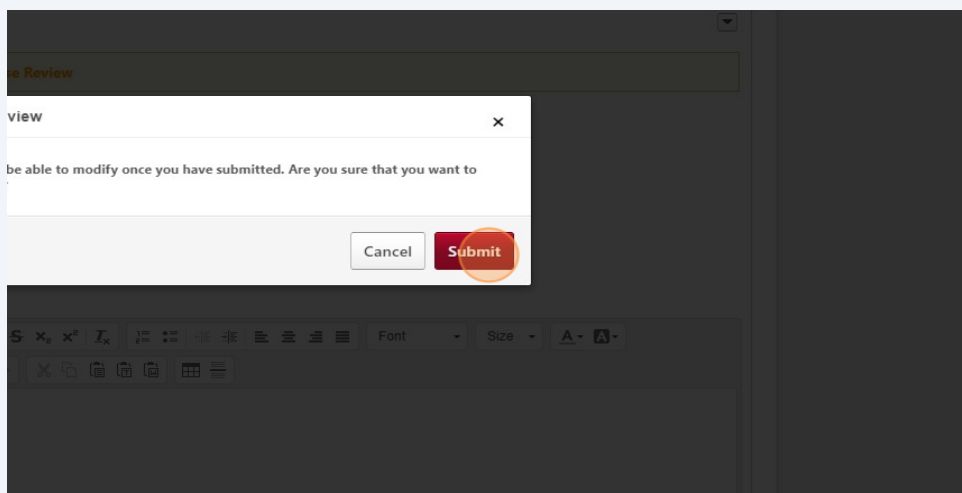 se Review
view
be able to modify once you have submitted. Are you sure that you want to
Cancel Submit
Font Size